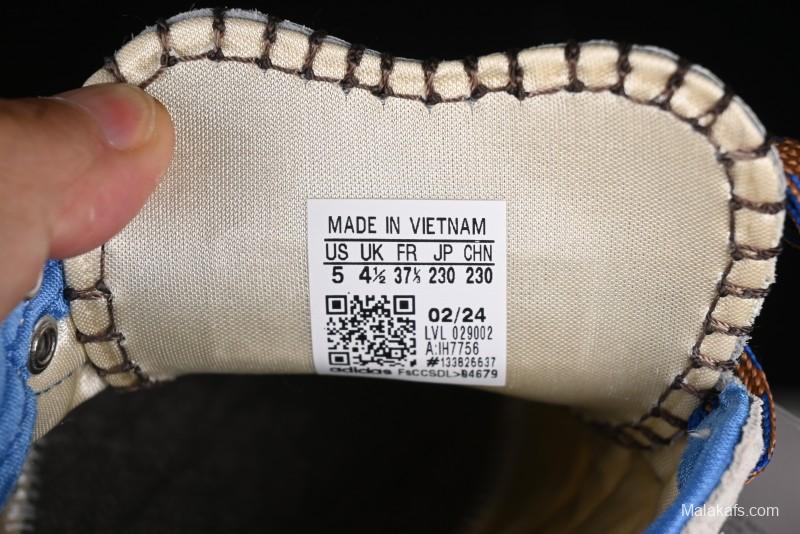 MADE IN VIETNAM
US UK FR JP CHN
5 4½ 37⅓ 230 230
02/24
LVL 029002
A:IH7756
#133826637
adidas FsCCSDL>84679
Malakafs.com